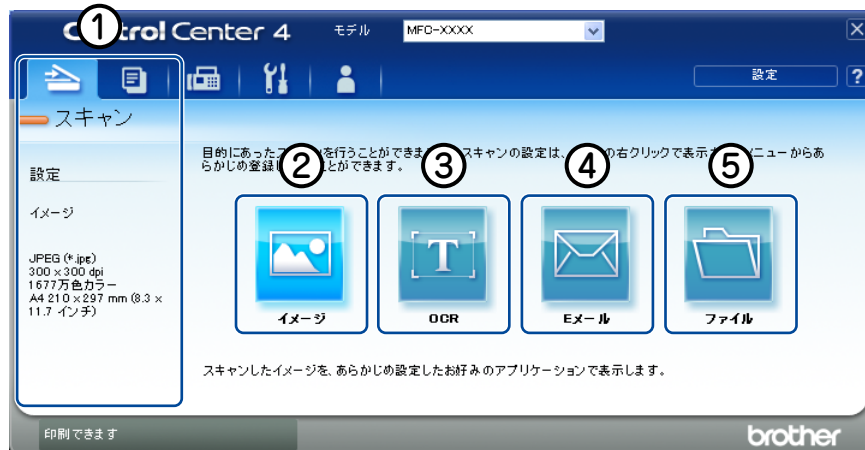 ① trol Center 4 モデル MFC-XXXX
設定 ?
スキャン
目的にあった を行うことができま スキャンの設定は、 の右クリックで表示 ニューからあ
らかじめ登録 とができます。
② ③ ④ ⑤
設定
イメージ
JPEG (*.jpg)
300 × 300 dpi
1677万色カラー
A4 210 × 297 mm (8.3 ×
11.7 インチ)
T
イメージ OCR Eメール ファイル
スキャンしたイメージを、あらかじめ設定したお好みのアプリケーションで表示します。
印刷できます brother